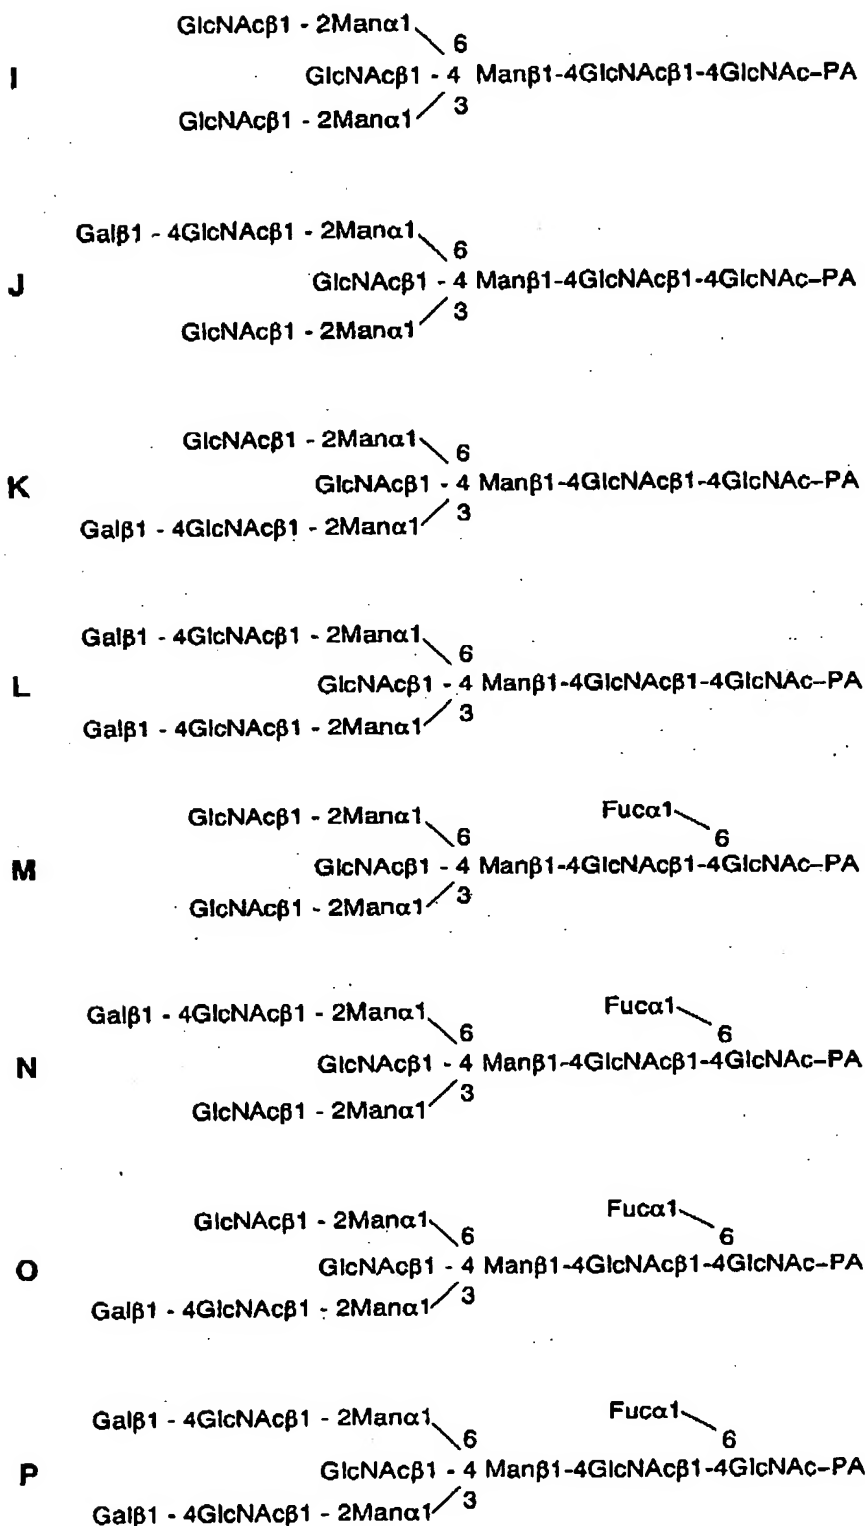 GlcNAcβ1 - 2Manα1
6
I GlcNAcβ1 - 4 Manβ1-4GlcNAcβ1-4GlcNAc-PA
3
GlcNAcβ1 - 2Manα1
Galβ1 - 4GlcNAcβ1 - 2Manα1
6
J GlcNAcβ1 - 4 Manβ1-4GlcNAcβ1-4GlcNAc-PA
3
GlcNAcβ1 - 2Manα1
GlcNAcβ1 - 2Manα1
6
K GlcNAcβ1 - 4 Manβ1-4GlcNAcβ1-4GlcNAc-PA
3
Galβ1 - 4GlcNAcβ1 - 2Manα1
Galβ1 - 4GlcNAcβ1 - 2Manα1
6
L GlcNAcβ1 - 4 Manβ1-4GlcNAcβ1-4GlcNAc-PA
3
Galβ1 - 4GlcNAcβ1 - 2Manα1
GlcNAcβ1 - 2Manα1 Fucα1
6 6
M GlcNAcβ1 - 4 Manβ1-4GlcNAcβ1-4GlcNAc-PA
3
GlcNAcβ1 - 2Manα1
Galβ1 - 4GlcNAcβ1 - 2Manα1 Fucα1
6 6
N GlcNAcβ1 - 4 Manβ1-4GlcNAcβ1-4GlcNAc-PA
3
GlcNAcβ1 - 2Manα1
GlcNAcβ1 - 2Manα1 Fucα1
6 6
O GlcNAcβ1 - 4 Manβ1-4GlcNAcβ1-4GlcNAc-PA
3
Galβ1 - 4GlcNAcβ1 - 2Manα1
Galβ1 - 4GlcNAcβ1 - 2Manα1 Fucα1
6 6
P GlcNAcβ1 - 4 Manβ1-4GlcNAcβ1-4GlcNAc-PA
3
Galβ1 - 4GlcNAcβ1 - 2Manα1